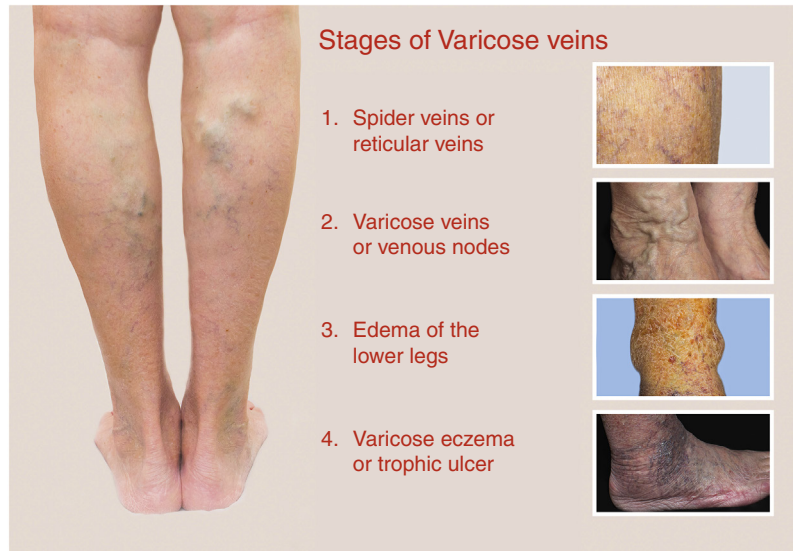 Stages of Varicose veins
1. Spider veins or
reticular veins
2. Varicose veins
or venous nodes
3. Edema of the
lower legs
4. Varicose eczema
or trophic ulcer